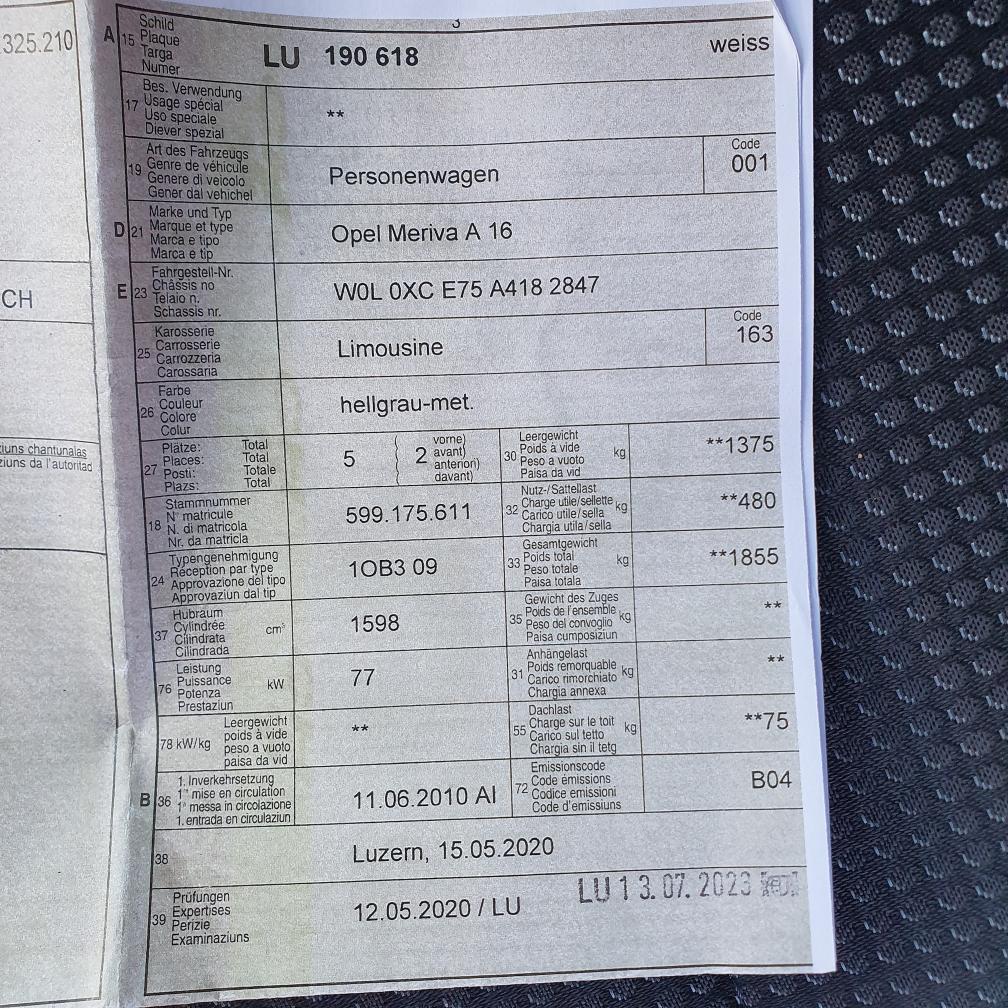 325.210
CH
ziuns da l'autoritad
A 15 Schild
Plaque
Targa
Numer
LU 190 618 weiss
17 Bes. Verwendung
Usage spécial
Uso speciale
Diever spezial
**
19 Art des Fahrzeugs
Genre de véhicule
Genere di veicolo
Gener dal vehichel
Personenwagen
Code
001
D 21 Marke und Typ
Marque et type
Marca e tipo
Marca e tip
Opel Meriva A 16
E 23 Fahrgestell-Nr.
Châssis no
Telaio n.
Schassis nr.
W0L 0XC E75 A418 2847
25 Karosserie
Carrosserie
Carrozzeria
Carossaria
Limousine
Code
163
26 Farbe
Couleur
Colore
Colur
hellgrau-met.
27 Plätze: Total
Places: Total
Posti: Totale
Plazs: Total
5
2
vorne)
avant)
anteriori)
davant)
30 Leergewicht
Poids à vide
Peso a vuoto
Paisa da vid
kg
**1375
18 Stammnummer
N° matricule
N. di matricola
Nr. da matricla
599.175.611
32 Nutz-/Sattellast
Charge utile/sellette
Carico utile/sella
Chargia utila/sella
kg
**480
24 Typengenehmigung
Réception par type
Approvazione del tipo
Approvaziun dal tip
1OB3 09
33 Gesamtgewicht
Poids total
Peso totale
Paisa totala
kg
**1855
37 Hubraum
Cylindrée
Cilindrata
Cilindrada
cm³
1598
35 Gewicht des Zuges
Poids de l'ensemble
Peso del convoglio
Paisa cumposiziun
kg
**
76 Leistung
Puissance
Potenza
Prestaziun
kW
77
31 Anhängelast
Poids remorquable
Carico rimorchiato
Chargia annexa
kg
**
78 kW/kg
Leergewicht
poids à vide
peso a vuoto
paisa da vid
**
55 Dachlast
Charge sur le toit
Carico sul tetto
Chargia sin il tetg
kg
**75
B 36 1. Inverkehrsetzung
1re mise en circulation
1a messa in circolazione
1. entrada en circulaziun
11.06.2010 AI
72 Emissionscode
Code émissions
Codice emissioni
Code d'emissiuns
B04
38
Luzern, 15.05.2020
39 Prüfungen
Expertises
Perizie
Examinaziuns
12.05.2020 / LU
LU 1 3. 07. 2023